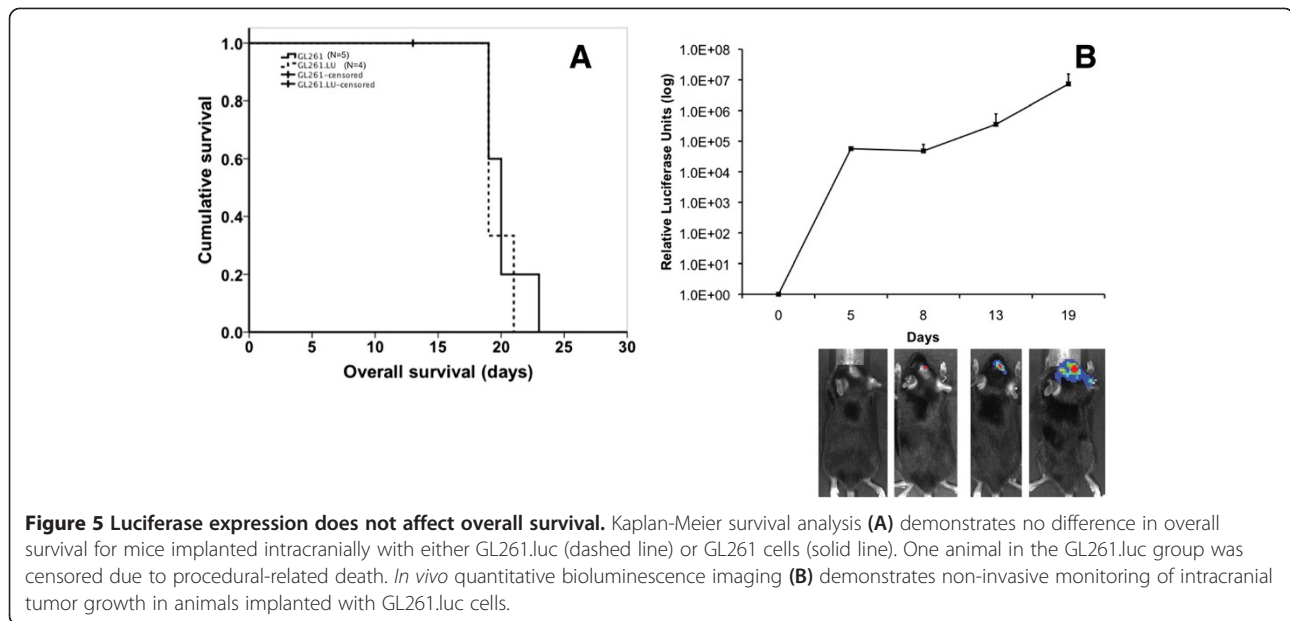 A
GL261 (N=5)
GL261.LU (N=4)
GL261-censored
GL261.LU-censored
Cumulative survival
1.0
0.8
0.6
0.4
0.2
0.0
0 5 10 15 20 25 30
Overall survival (days)
B
Relative Luciferase Units (log)
1.0E+08
1.0E+07
1.0E+06
1.0E+05
1.0E+04
1.0E+03
1.0E+02
1.0E+01
1.0E+00
0 5 8 13 19
Days
Figure 5 Luciferase expression does not affect overall survival. Kaplan-Meier survival analysis (A) demonstrates no difference in overall
survival for mice implanted intracranially with either GL261.luc (dashed line) or GL261 cells (solid line). One animal in the GL261.luc group was
censored due to procedural-related death. In vivo quantitative bioluminescence imaging (B) demonstrates non-invasive monitoring of intracranial
tumor growth in animals implanted with GL261.luc cells.